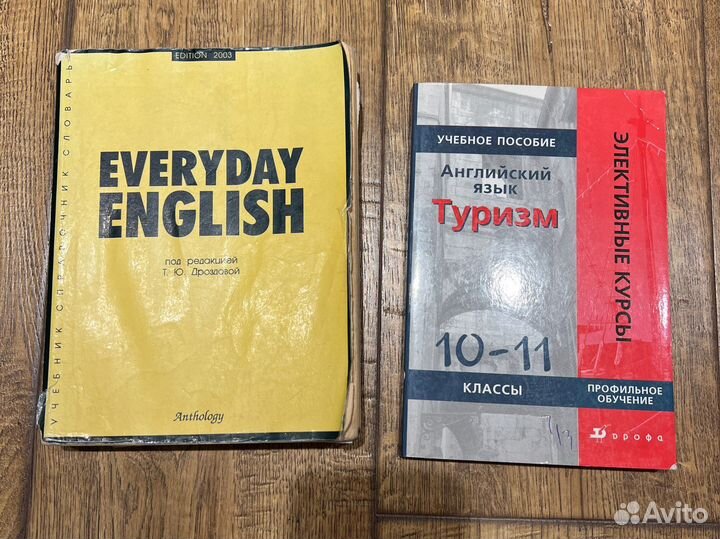 EDITION 2003
УЧЕБНИК СПРАВОЧНИК СЛОВАРЬ
EVERYDAY
ENGLISH
под редакцией
Т. Ю. Дроздовой
Anthology
УЧЕБНОЕ ПОСОБИЕ
Английский
язык
Туризм
10-11
КЛАССЫ
ЭЛЕКТИВНЫЕ КУРСЫ
ПРОФИЛЬНОЕ
ОБУЧЕНИЕ
дрофа
Avito